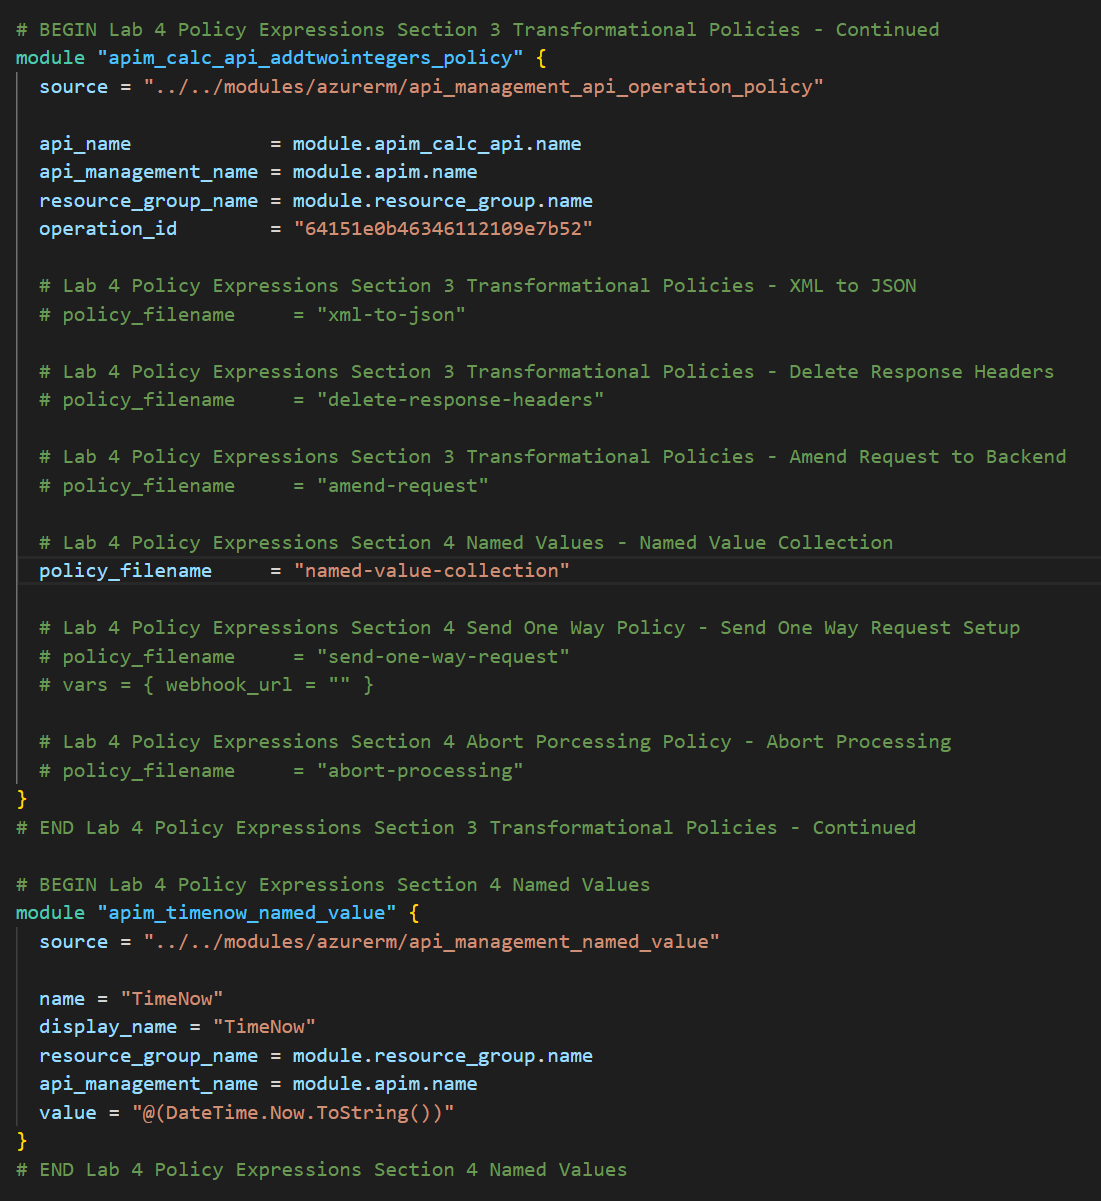 # BEGIN Lab 4 Policy Expressions Section 3 Transformational Policies - Continued
module "apim_calc_api_addtwointegers_policy" {
  source = "../../modules/azurerm/api_management_api_operation_policy"

  api_name            = module.apim_calc_api.name
  api_management_name = module.apim.name
  resource_group_name = module.resource_group.name
  operation_id        = "64151e0b46346112109e7b52"

  # Lab 4 Policy Expressions Section 3 Transformational Policies - XML to JSON
  # policy_filename     = "xml-to-json"

  # Lab 4 Policy Expressions Section 3 Transformational Policies - Delete Response Headers
  # policy_filename     = "delete-response-headers"

  # Lab 4 Policy Expressions Section 3 Transformational Policies - Amend Request to Backend
  # policy_filename     = "amend-request"

  # Lab 4 Policy Expressions Section 4 Named Values - Named Value Collection
  policy_filename     = "named-value-collection"

  # Lab 4 Policy Expressions Section 4 Send One Way Policy - Send One Way Request Setup
  # policy_filename     = "send-one-way-request"
  # vars = { webhook_url = "" }

  # Lab 4 Policy Expressions Section 4 Abort Porcessing Policy - Abort Processing
  # policy_filename     = "abort-processing"
}
# END Lab 4 Policy Expressions Section 3 Transformational Policies - Continued

# BEGIN Lab 4 Policy Expressions Section 4 Named Values
module "apim_timenow_named_value" {
  source = "../../modules/azurerm/api_management_named_value"

  name = "TimeNow"
  display_name = "TimeNow"
  resource_group_name = module.resource_group.name
  api_management_name = module.apim.name
  value = "@(DateTime.Now.ToString())"
}
# END Lab 4 Policy Expressions Section 4 Named Values